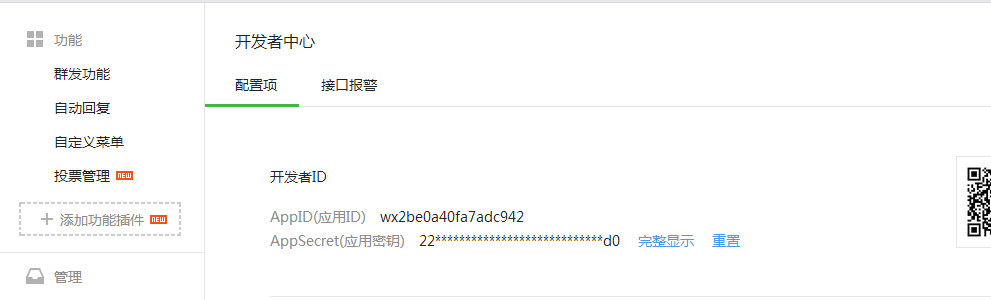 功能
群发功能
自动回复
自定义菜单
投票管理 NEW
+ 添加功能插件 NEW
管理
开发者中心
配置项 接口报警
开发者ID
AppID(应用ID) wx2be0a40fa7adc942
AppSecret(应用密钥) 22****************************d0 完整显示 重置